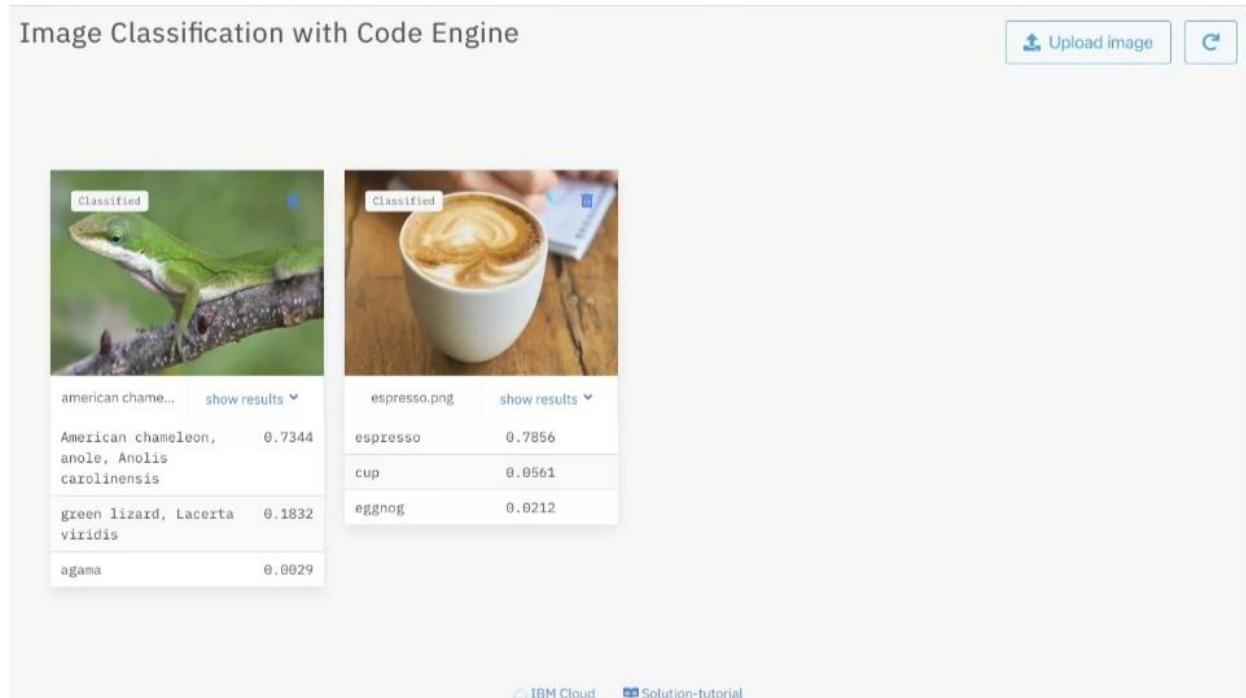 Image Classification with Code Engine
Upload image
Classified
Classified
american chame...
show results
espresso.png
show results
American chameleon, 0.7344
anole, Anolis
carolinensis
green lizard, Lacerta 0.1832
viridis
agama 0.0029
espresso 0.7856
cup 0.0561
eggnog 0.0212
IBM Cloud
Solution-tutorial